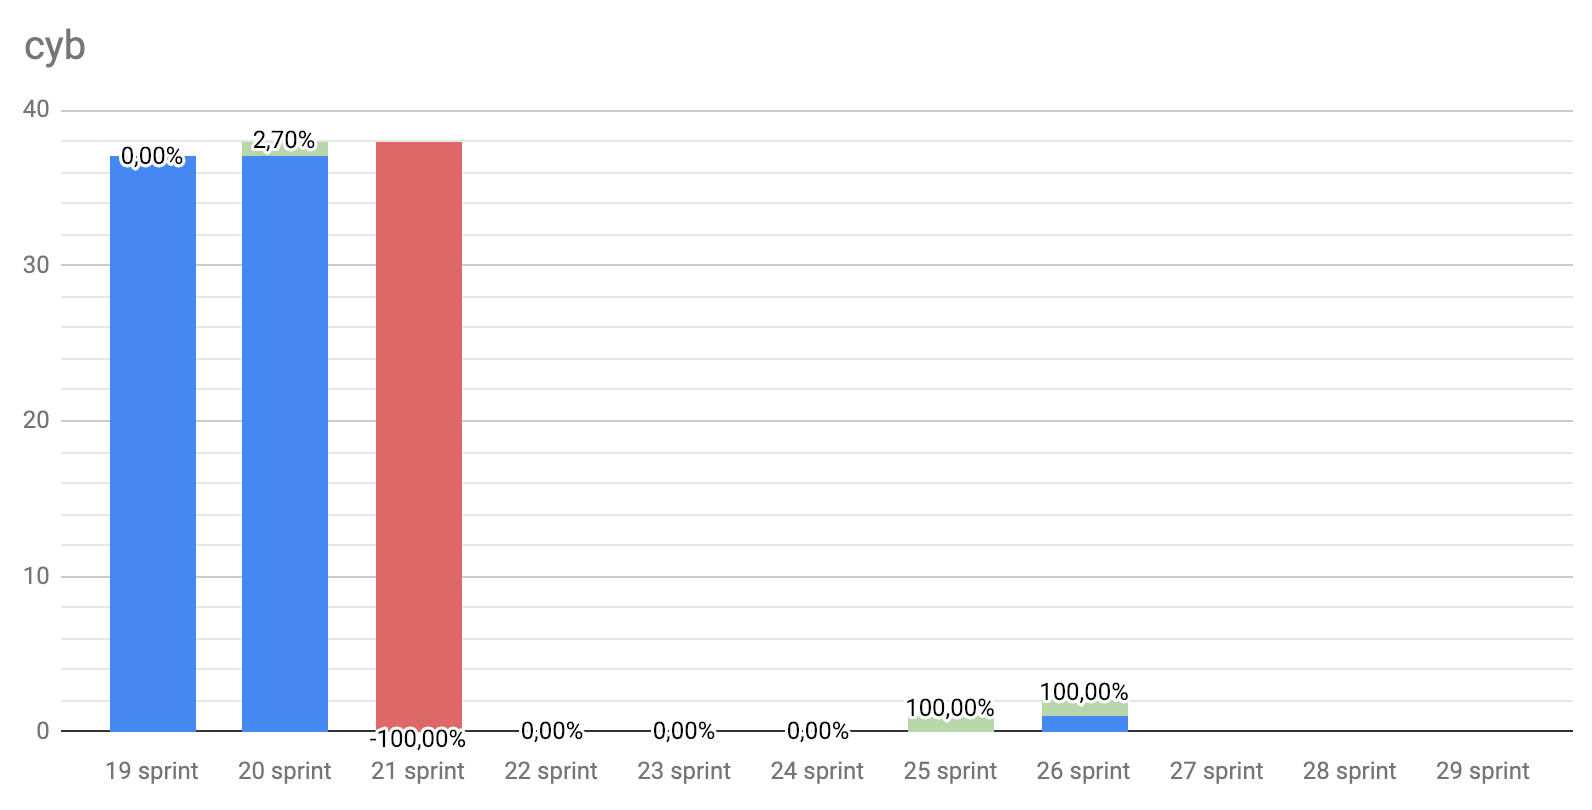 cyb
40
30
20
10
0
0,00%
2,70%
-100,00%
0,00%
0,00%
0,00%
100,00%
100,00%
19 sprint
20 sprint
21 sprint
22 sprint
23 sprint
24 sprint
25 sprint
26 sprint
27 sprint
28 sprint
29 sprint